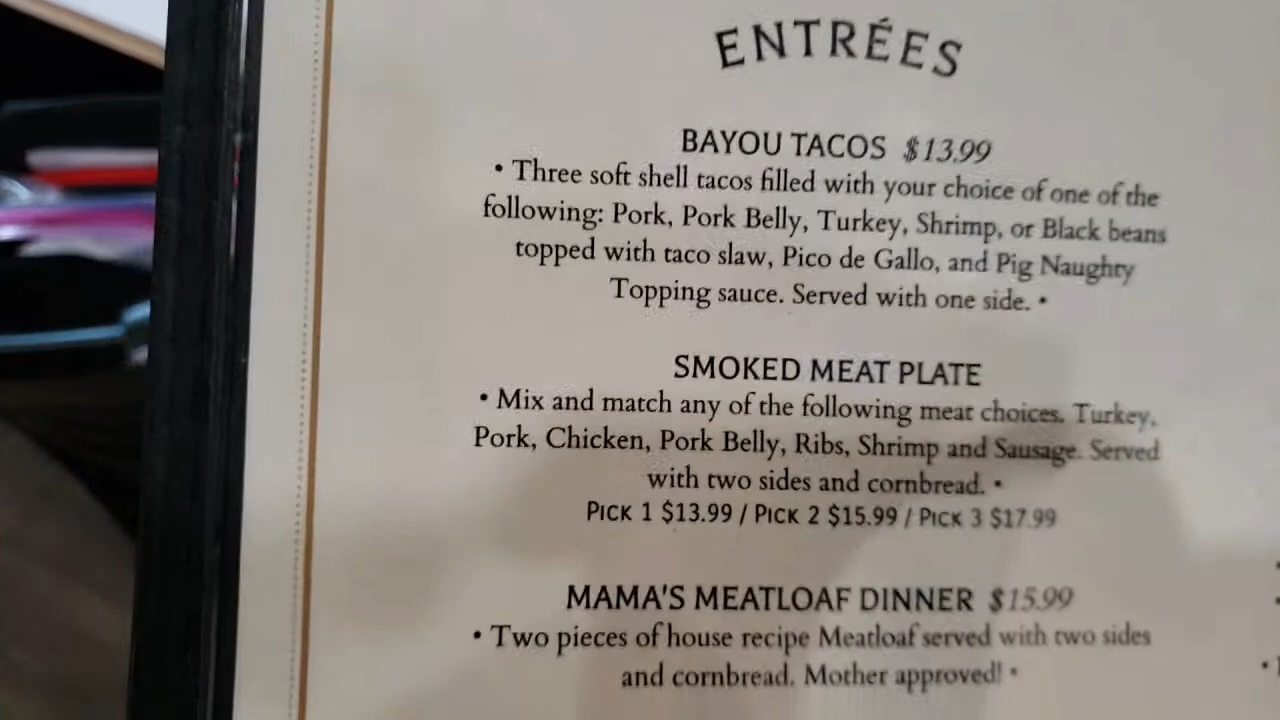 ENTRÉES
BAYOU TACOS $13.99
• Three soft shell tacos filled with your choice of one of the
following: Pork, Pork Belly, Turkey, Shrimp, or Black beans
topped with taco slaw, Pico de Gallo, and Pig Naughty
Topping sauce. Served with one side. •
SMOKED MEAT PLATE
• Mix and match any of the following meat choices. Turkey,
Pork, Chicken, Pork Belly, Ribs, Shrimp and Sausage. Served
with two sides and cornbread. •
PICK 1 $13.99 / PICK 2 $15.99 / PICK 3 $17.99
MAMA'S MEATLOAF DINNER $15.99
• Two pieces of house recipe Meatloaf served with two sides
and cornbread. Mother approved! •